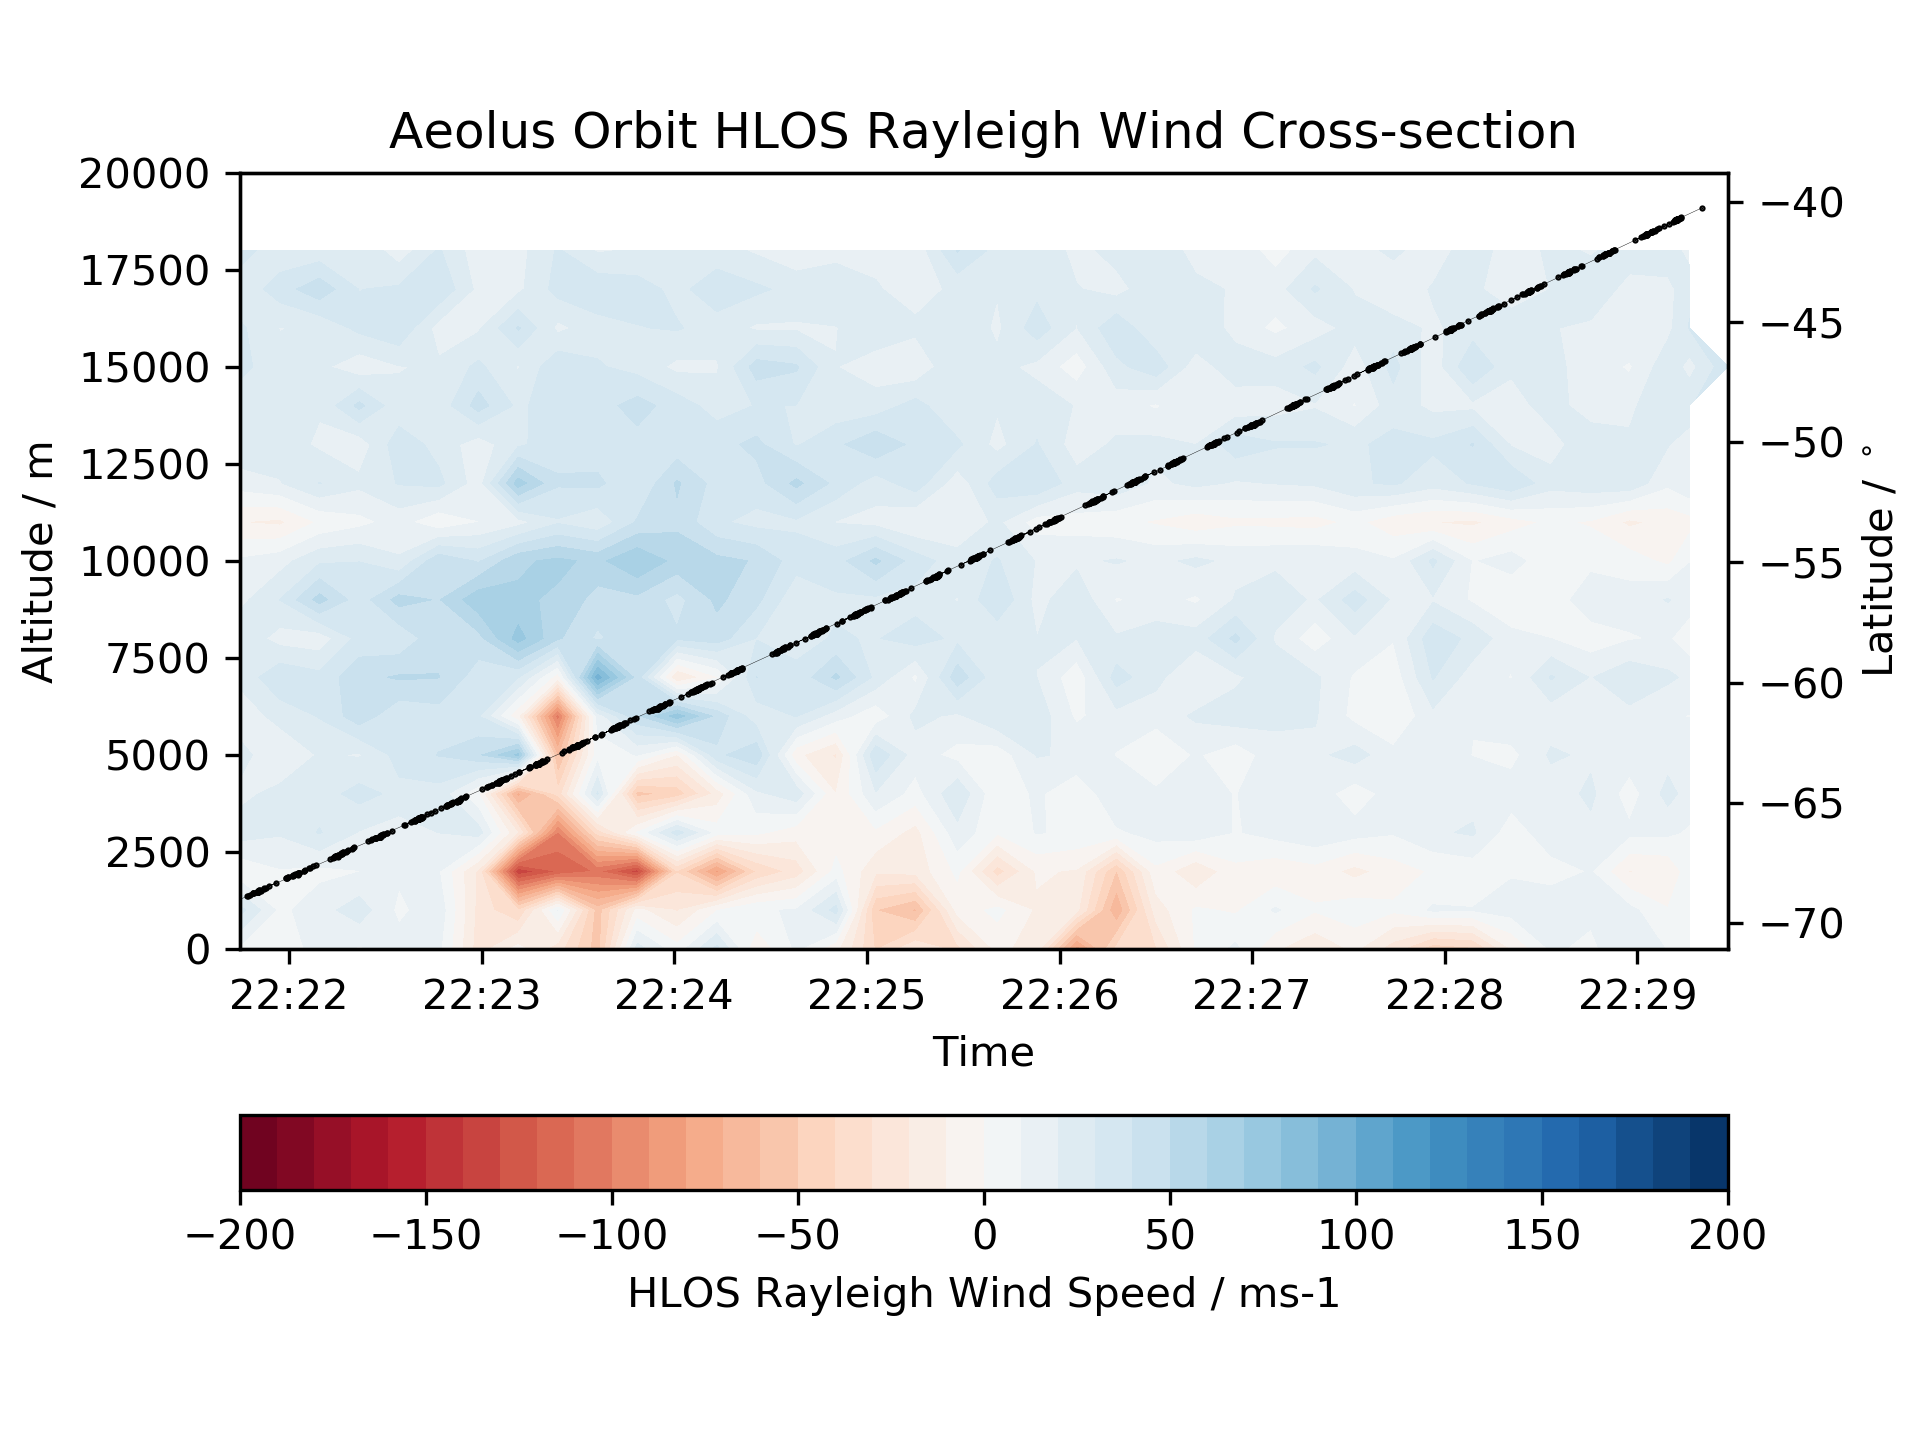 Aeolus Orbit HLOS Rayleigh Wind Cross-section
20000
17500
15000
12500
10000
7500
5000
2500
0
Altitude / m
−40
−45
−50
−55
−60
−65
−70
Latitude / °
22:22 22:23 22:24 22:25 22:26 22:27 22:28 22:29
Time
−200 −150 −100 −50 0 50 100 150 200
HLOS Rayleigh Wind Speed / ms-1